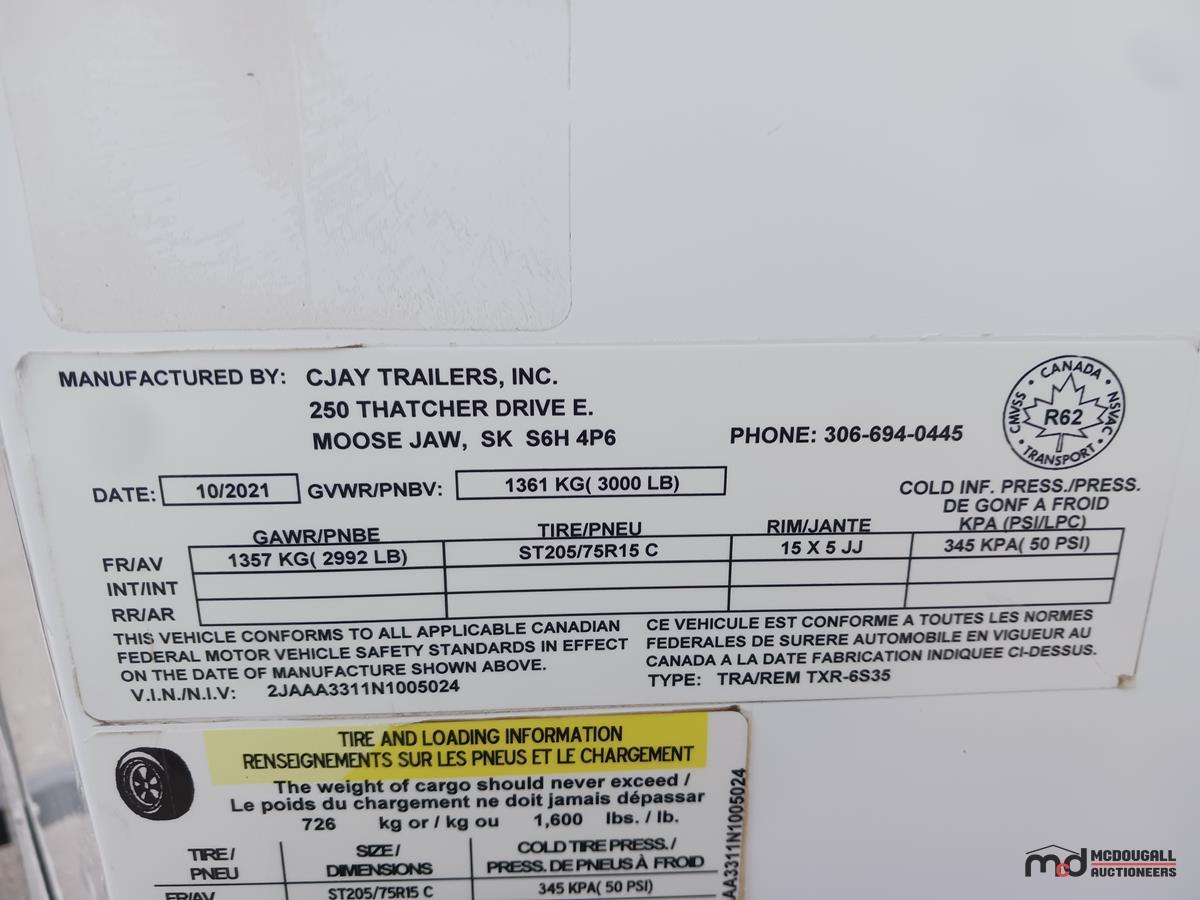 MANUFACTURED BY: CJAY TRAILERS, INC.
250 THATCHER DRIVE E.
MOOSE JAW, SK S6H 4P6
PHONE: 306-694-0445
CANADA
CMVSS
NSVAC
R62
TRANSPORT
DATE: 10/2021 GVWR/PNBV: 1361 KG( 3000 LB)
COLD INF. PRESS./PRESS.
DE GONF A FROID
KPA (PSI/LPC)
GAWR/PNBE TIRE/PNEU RIM/JANTE
FR/AV 1357 KG( 2992 LB) ST205/75R15 C 15 X 5 JJ 345 KPA( 50 PSI)
INT/INT
RR/AR
THIS VEHICLE CONFORMS TO ALL APPLICABLE CANADIAN
FEDERAL MOTOR VEHICLE SAFETY STANDARDS IN EFFECT
ON THE DATE OF MANUFACTURE SHOWN ABOVE.
V.I.N./N.I.V: 2JAAA3311N1005024
CE VEHICULE EST CONFORME A TOUTES LES NORMES
FEDERALES DE SURERE AUTOMOBILE EN VIGUEUR AU
CANADA A LA DATE FABRICATION INDIQUEE CI-DESSUS.
TYPE: TRA/REM TXR-6S35
TIRE AND LOADING INFORMATION
RENSEIGNEMENTS SUR LES PNEUS ET LE CHARGEMENT
The weight of cargo should never exceed /
Le poids du chargement ne doit jamais dépasser
726 kg or / kg ou 1,600 lbs. / lb.
TIRE / SIZE / COLD TIRE PRESS. /
PNEU DIMENSIONS PRESS. DE PNEUS À FROID
FR/AV ST205/75R15 C 345 KPA( 50 PSI)
AA3311N1005024
mcd MCDOUGALL
AUCTIONEERS